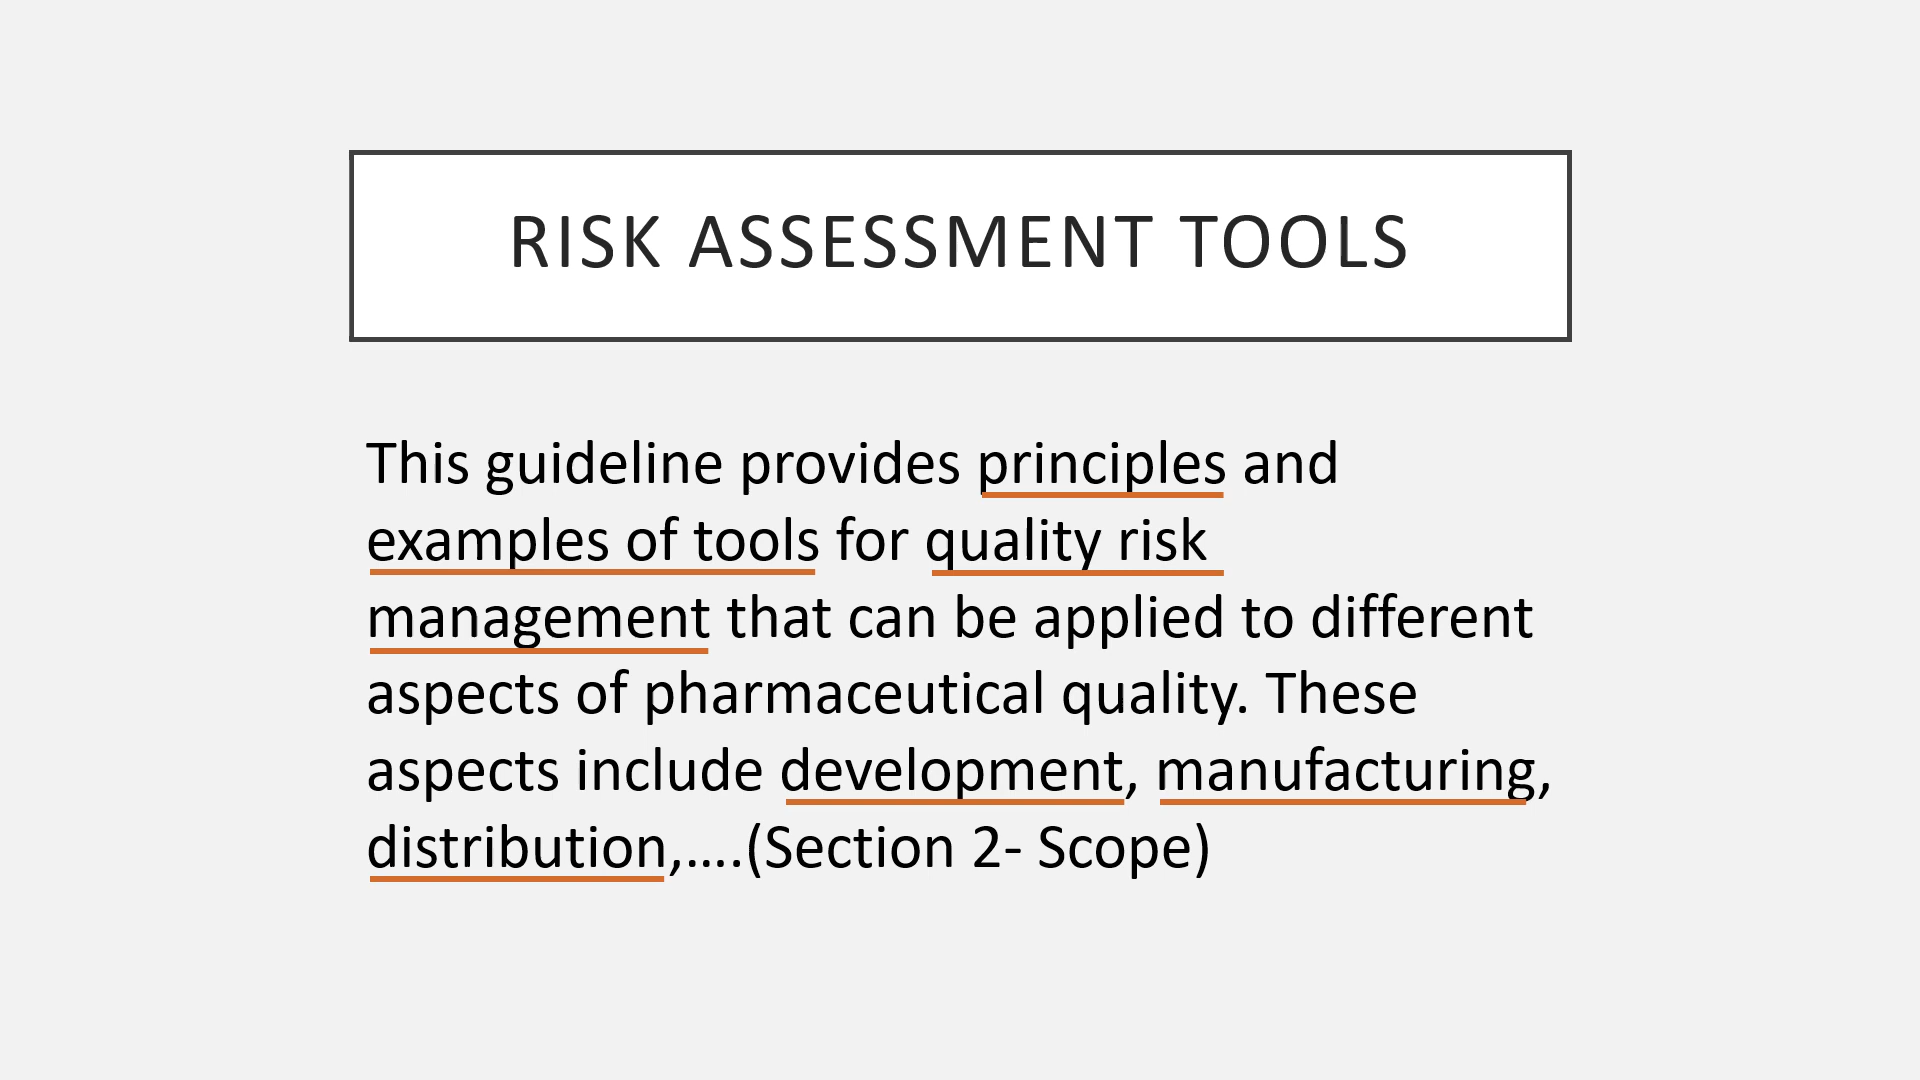 RISK ASSESSMENT TOOLS
This guideline provides principles and
examples of tools for quality risk
management that can be applied to different
aspects of pharmaceutical quality. These
aspects include development, manufacturing,
distribution,....(Section 2- Scope)